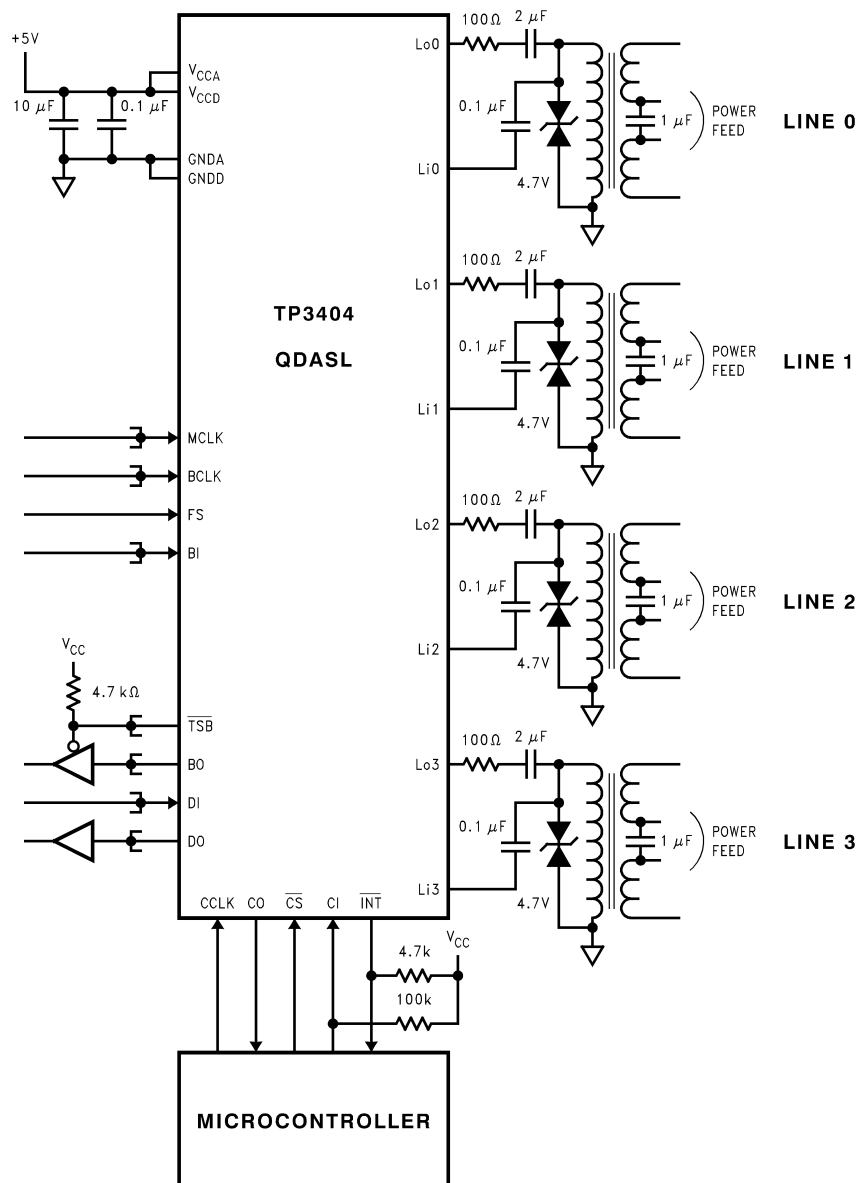 +5V
10 μF
0.1 μF
VCCA
VCCD
GNDA
GNDD
TP3404
QDASL
MCLK
BCLK
FS
BI
VCC
4.7 kΩ
TSB
BO
DI
DO
CCLK
CO
CS
CI
INT
Lo0
100Ω
2 μF
0.1 μF
Li0
4.7V
1 μF
POWER
FEED
LINE 0
Lo1
100Ω
2 μF
0.1 μF
Li1
4.7V
1 μF
POWER
FEED
LINE 1
Lo2
100Ω
2 μF
0.1 μF
Li2
4.7V
1 μF
POWER
FEED
LINE 2
Lo3
100Ω
2 μF
0.1 μF
Li3
4.7V
1 μF
POWER
FEED
LINE 3
VCC
4.7k
100k
MICROCONTROLLER